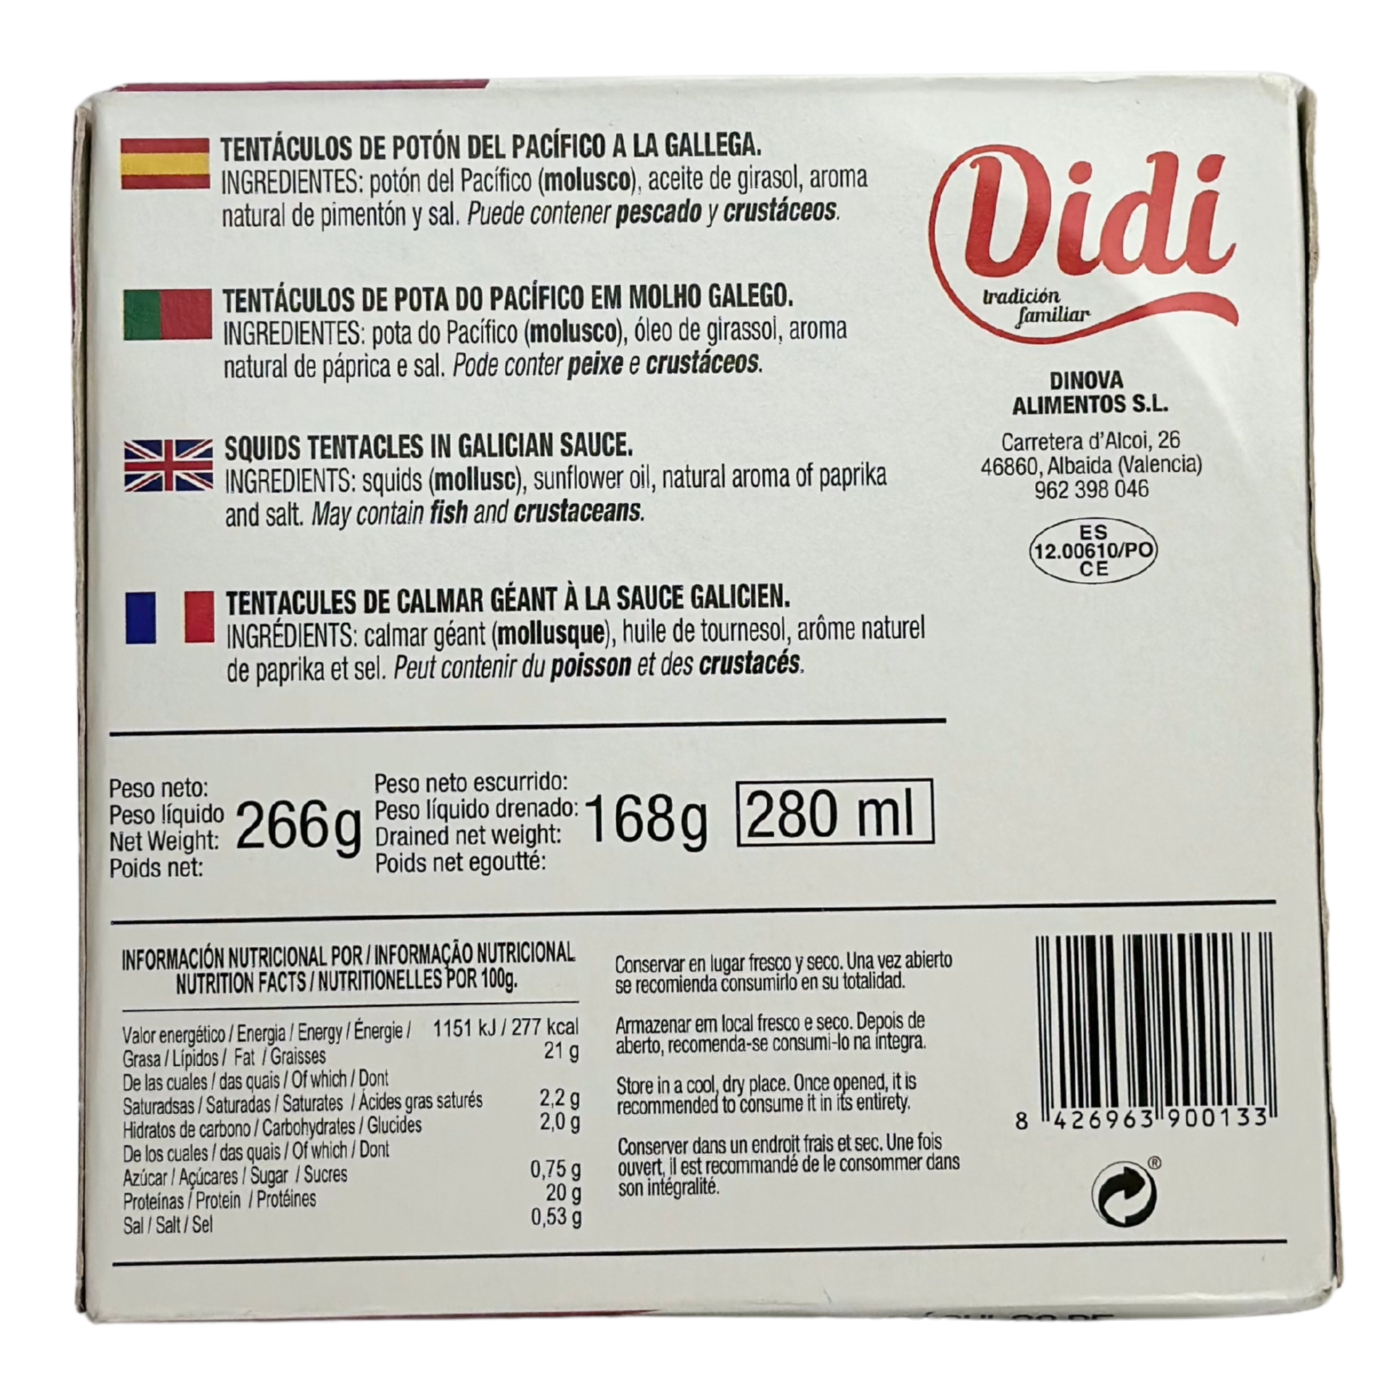 TENTÁCULOS DE POTÓN DEL PACÍFICO A LA GALLEGA.
INGREDIENTES: potón del Pacífico (molusco), aceite de girasol, aroma
natural de pimentón y sal. Puede contener pescado y crustáceos.
TENTÁCULOS DE POTA DO PACÍFICO EM MOLHO GALEGO.
INGREDIENTES: pota do Pacífico (molusco), óleo de girassol, aroma
natural de páprica e sal. Pode conter peixe e crustáceos.
SQUIDS TENTACLES IN GALICIAN SAUCE.
INGREDIENTS: squids (mollusc), sunflower oil, natural aroma of paprika
and salt. May contain fish and crustaceans.
TENTACULES DE CALMAR GÉANT À LA SAUCE GALICIEN.
INGRÉDIENTS: calmar géant (mollusque), huile de tournesol, arôme naturel
de paprika et sel. Peut contenir du poisson et des crustacés.
Didi
tradición
familiar
DINOVA
ALIMENTOS S.L.
Carretera d'Alcoi, 26
46860, Albaida (Valencia)
962 398 046
ES
12.00610/PO
CE
Peso neto:
Peso líquido
Net Weight:
Poids net:
266g
Peso neto escurrido:
Peso líquido drenado:
Drained net weight:
Poids net egoutté:
168g
280 ml
INFORMACIÓN NUTRICIONAL POR / INFORMAÇÃO NUTRICIONAL
NUTRITION FACTS / NUTRITIONELLES POR 100g.
Valor energético / Energia / Energy / Énergie / 1151 kJ / 277 kcal
Grasa / Lípidos / Fat / Graisses 21 g
De las cuales / das quais / Of which / Dont
Saturadsas / Saturadas / Saturates / Ácides gras saturés 2,2 g
Hidratos de carbono / Carbohydrates / Glucides 2,0 g
De los cuales / das quais / Of which / Dont
Azúcar / Açúcares / Sugar / Sucres 0,75 g
Proteínas / Protein / Protéines 20 g
Sal / Salt / Sel 0,53 g
Conservar en lugar fresco y seco. Una vez abierto
se recomienda consumirlo en su totalidad.
Armazenar em local fresco e seco. Depois de
aberto, recomenda-se consumi-lo na íntegra.
Store in a cool, dry place. Once opened, it is
recommended to consume it in its entirety.
Conserver dans un endroit frais et sec. Une fois
ouvert, il est recommandé de le consommer dans
son intégralité.
8 426963 900133
®